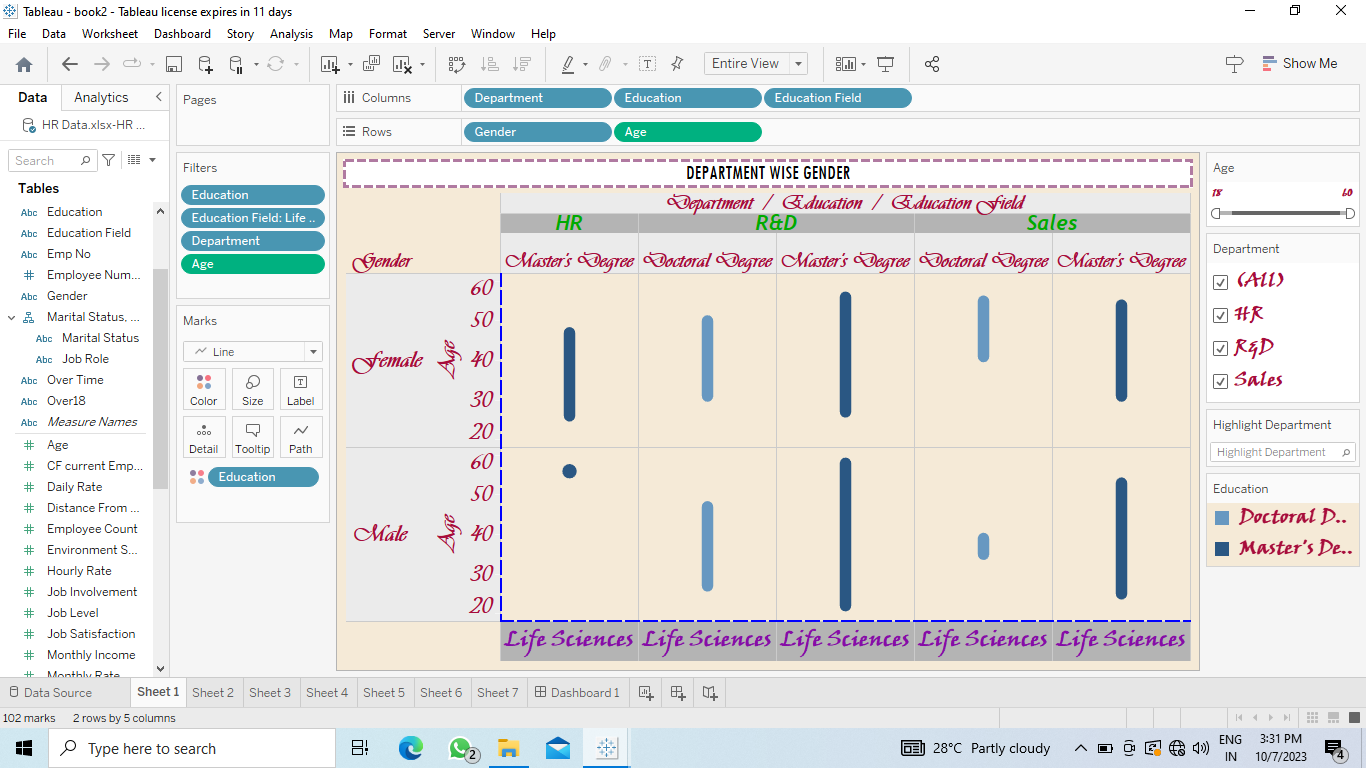 Tableau - book2 - Tableau license expires in 11 days
File Data Worksheet Dashboard Story Analysis Map Format Server Window Help
Entire View
Show Me
Data Analytics
HR Data.xlsx-HR ...
Search
Tables
Abc Education
Abc Education Field
Abc Emp No
Employee Num...
Abc Gender
Marital Status, ...
Abc Marital Status
Abc Job Role
Abc Over Time
Abc Over18
Abc Measure Names
Age
CF current Emp...
Daily Rate
Distance From ...
Employee Count
Environment S...
Hourly Rate
Job Involvement
Job Level
Job Satisfaction
Monthly Income
Monthly Rate
Pages
Filters
Education
Education Field: Life ..
Department
Age
Marks
Line
Color Size Label
Detail Tooltip Path
Education
Columns Department Education Education Field
Rows Gender Age
DEPARTMENT WISE GENDER
Department / Education / Education Field
HR R&D Sales
Gender Master's Degree Doctoral Degree Master's Degree Doctoral Degree Master's Degree
Female Age
60
50
40
30
20
Male Age
60
50
40
30
20
Life Sciences Life Sciences Life Sciences Life Sciences Life Sciences
Age
18 60
Department
(All)
HR
R&D
Sales
Highlight Department
Highlight Department
Education
Doctoral D..
Master's De..
Data Source Sheet 1 Sheet 2 Sheet 3 Sheet 4 Sheet 5 Sheet 6 Sheet 7 Dashboard 1
102 marks 2 rows by 5 columns
Type here to search
2
28°C Partly cloudy
ENG
IN
3:31 PM
10/7/2023
4